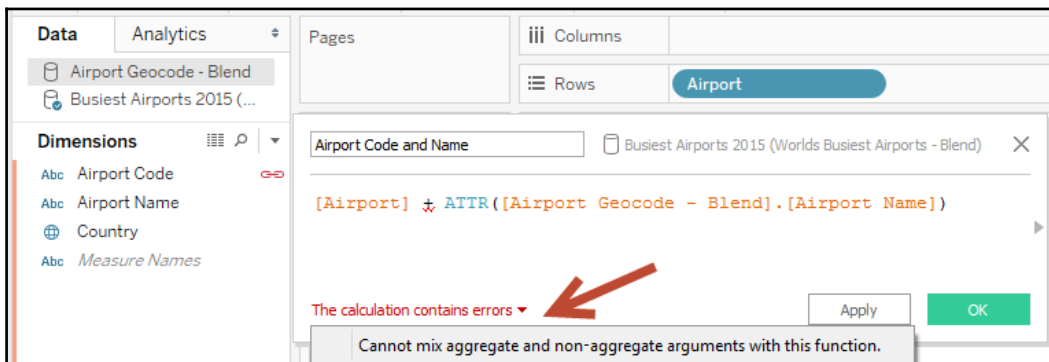 Data Analytics
Pages
Columns
Airport Geocode - Blend
Busiest Airports 2015 (...
Rows
Airport
Dimensions
Abc Airport Code
Abc Airport Name
Country
Abc Measure Names
Airport Code and Name
Busiest Airports 2015 (Worlds Busiest Airports - Blend)
[Airport] + ATTR([Airport Geocode - Blend].[Airport Name])
The calculation contains errors
Apply
OK
Cannot mix aggregate and non-aggregate arguments with this function.